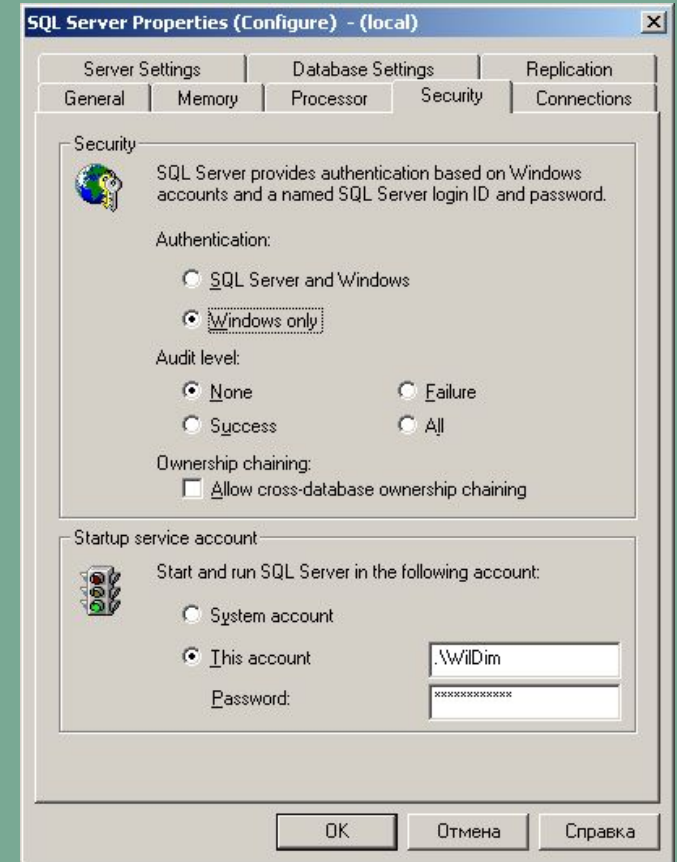 SQL Server Properties (Configure) - (local)
Server Settings
Database Settings
Replication
General
Memory
Processor
Security
Connections
Security
SQL Server provides authentication based on Windows
accounts and a named SQL Server login ID and password.
Authentication:
SQL Server and Windows
Windows only
Audit level:
None
Failure
Success
All
Ownership chaining:
Allow cross-database ownership chaining
Startup service account
Start and run SQL Server in the following account:
System account
This account
.\WilDim
Password:
************
OK
Отмена
Справка